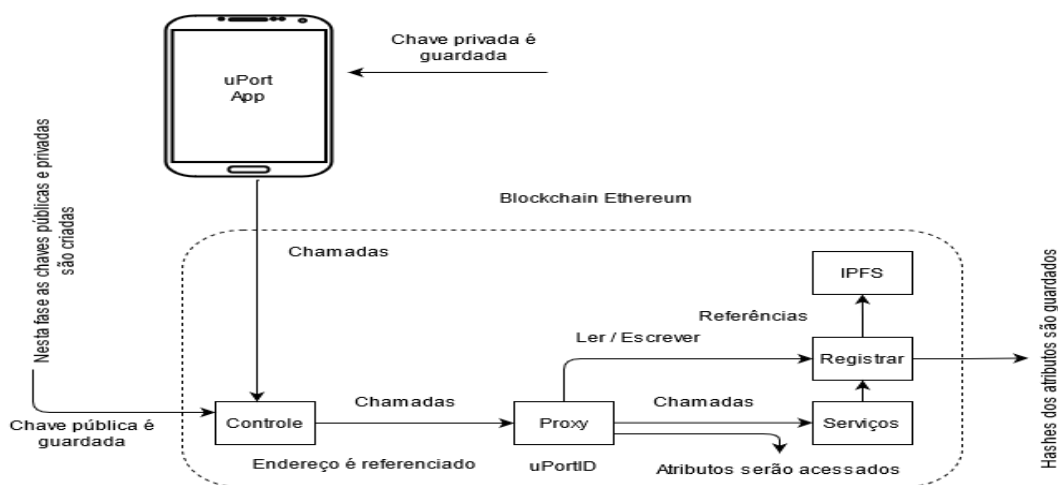 Chave privada é
guardada
uPort
App
Nesta fase as chaves públicas e privadas
são criadas
Blockchain Ethereum
Chamadas
IPFS
Referências
Ler / Escrever
Registrar
Hashes dos atributos são guardados
Chave pública é
guardada
Controle
Chamadas
Proxy
Chamadas
Serviços
Endereço é referenciado
uPortID
Atributos serão acessados